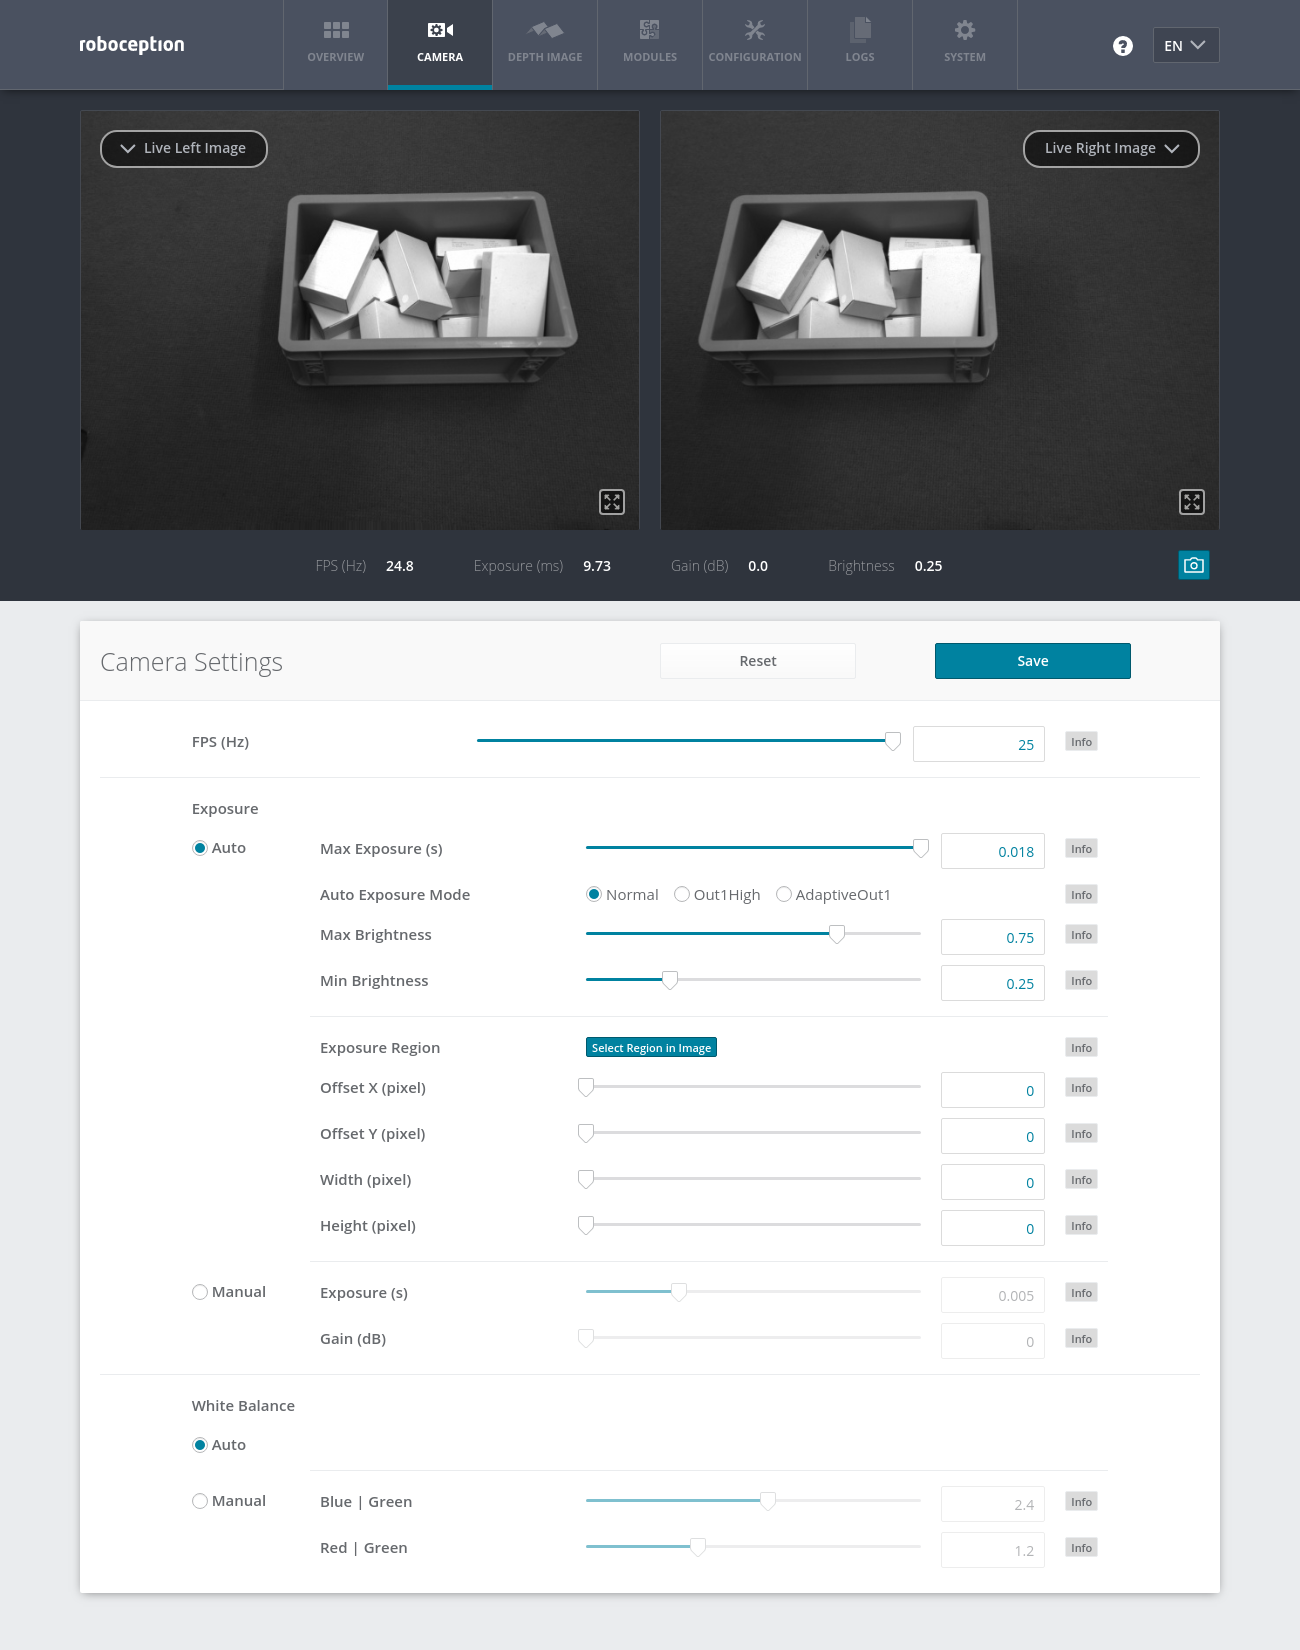 roboception
OVERVIEW CAMERA DEPTH IMAGE MODULES CONFIGURATION LOGS SYSTEM
? EN
Live Left Image Live Right Image
FPS (Hz) 24.8 Exposure (ms) 9.73 Gain (dB) 0.0 Brightness 0.25
Camera Settings Reset Save
FPS (Hz) 25 Info
Exposure
Auto Max Exposure (s) 0.018 Info
Auto Exposure Mode Normal Out1High AdaptiveOut1 Info
Max Brightness 0.75 Info
Min Brightness 0.25 Info
Exposure Region Select Region in Image Info
Offset X (pixel) 0 Info
Offset Y (pixel) 0 Info
Width (pixel) 0 Info
Height (pixel) 0 Info
Manual Exposure (s) 0.005 Info
Gain (dB) 0 Info
White Balance
Auto
Manual Blue | Green 2.4 Info
Red | Green 1.2 Info